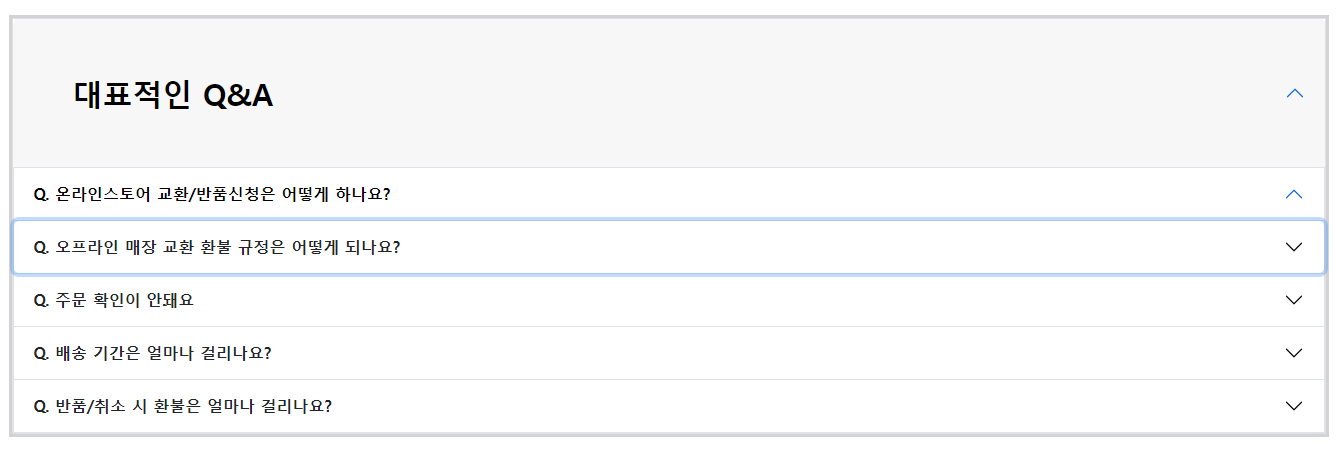 대표적인 Q&A
Q. 온라인스토어 교환/반품신청은 어떻게 하나요?
Q. 오프라인 매장 교환 환불 규정은 어떻게 되나요?
Q. 주문 확인이 안돼요
Q. 배송 기간은 얼마나 걸리나요?
Q. 반품/취소 시 환불은 얼마나 걸리나요?